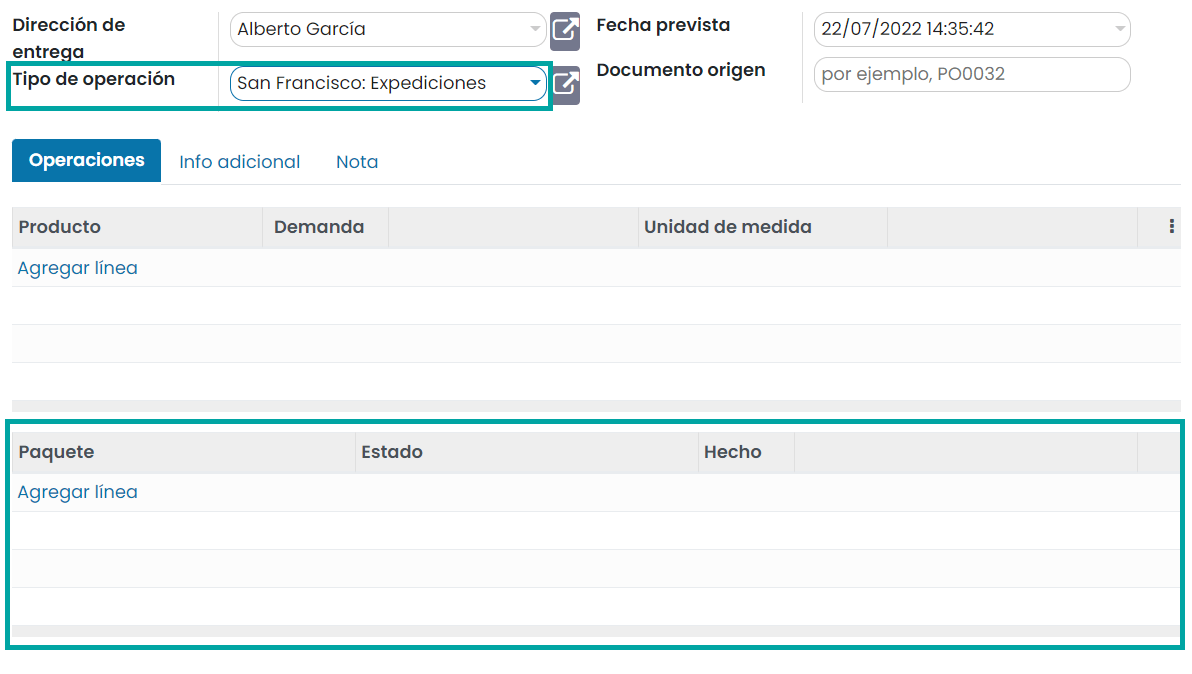 Dirección de
entrega
Alberto García
Fecha prevista
22/07/2022 14:35:42
Tipo de operación
San Francisco: Expediciones
Documento origen
por ejemplo, PO0032
Operaciones
Info adicional
Nota
Producto
Demanda
Unidad de medida
Agregar línea
Paquete
Estado
Hecho
Agregar línea